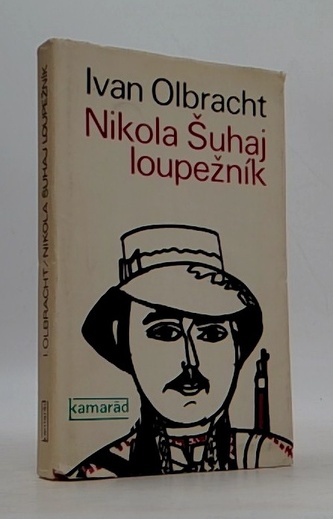 Ivan Olbracht
Nikola Šuhaj
loupežník
kamarád
I OLBRACHT/NIKOLA ŠUHAJ LOUPEŽNÍK